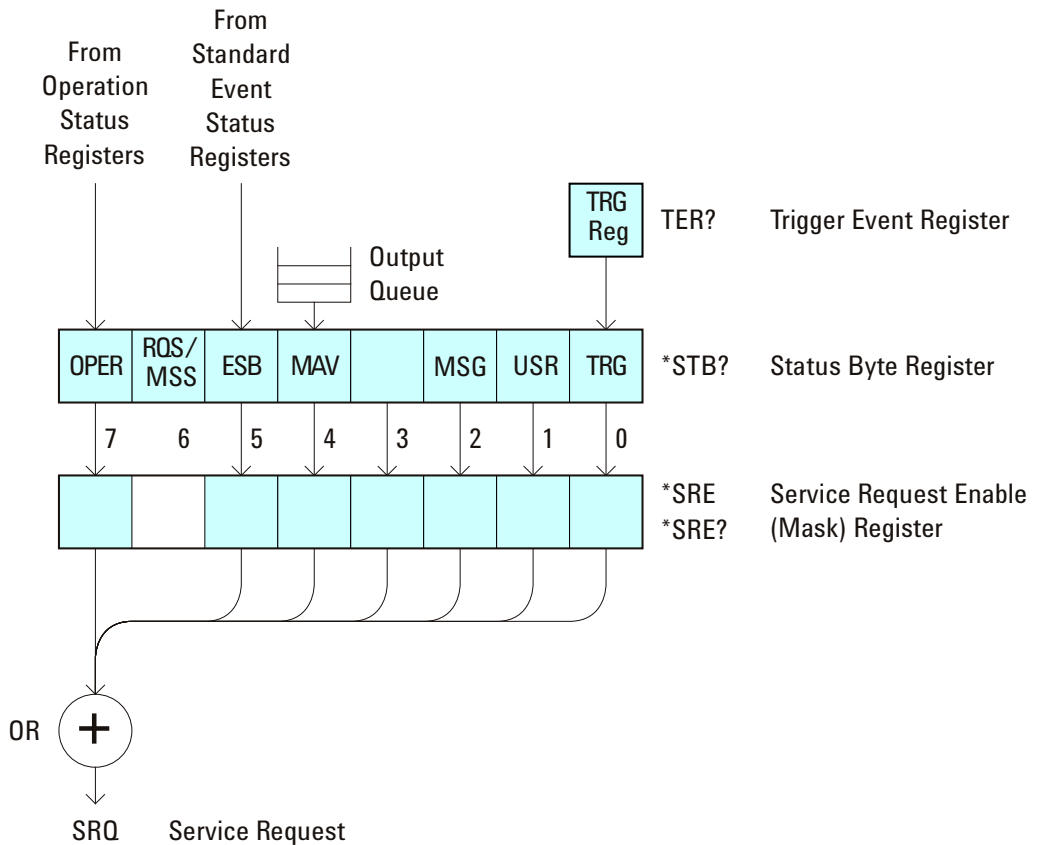 From
Operation
Status
Registers
From
Standard
Event
Status
Registers
TRG
Reg
TER? Trigger Event Register
Output
Queue
OPER RQS/ MSS ESB MAV MSG USR TRG *STB? Status Byte Register
7 6 5 4 3 2 1 0
*SRE Service Request Enable
*SRE? (Mask) Register
OR +
SRQ Service Request